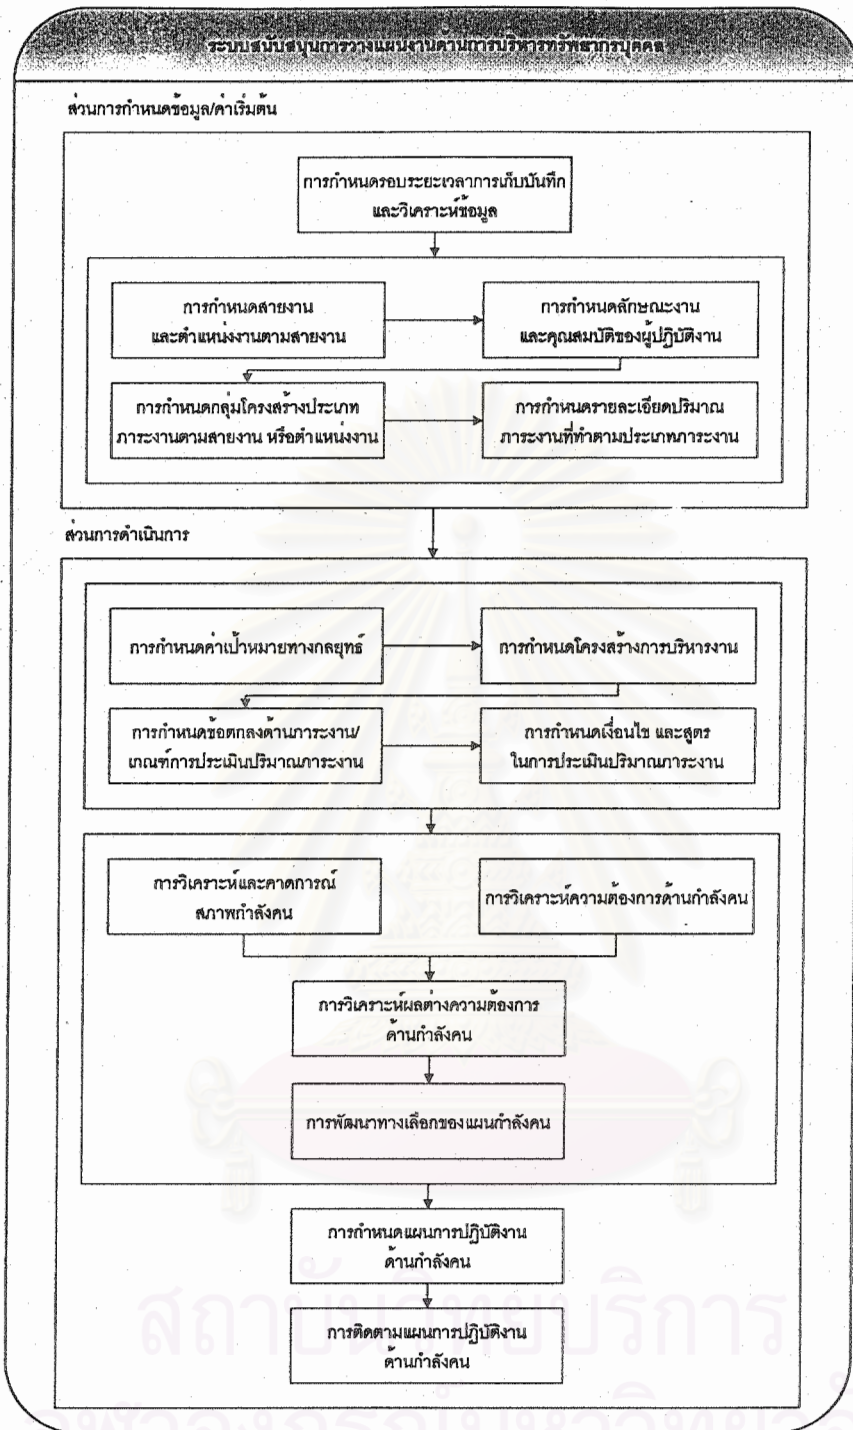 ระบบสนับสนุนการวางแผนงานด้านการบริหารทรัพยากรบุคคล
ส่วนการกำหนดข้อมูล/ค่าเริ่มต้น
การกำหนดรอบระยะเวลาการเก็บบันทึก
และวิเคราะห์ข้อมูล
การกำหนดสายงาน
และตำแหน่งงานตามสายงาน
การกำหนดลักษณะงาน
และคุณสมบัติของผู้ปฏิบัติงาน
การกำหนดกลุ่มโครงสร้างประเภท
ภาระงานตามสายงาน หรือตำแหน่งงาน
การกำหนดรายละเอียดปริมาณ
ภาระงานที่ทำตามประเภทภาระงาน
ส่วนการดำเนินการ
การกำหนดค่าเป้าหมายทางกลยุทธ์
การกำหนดโครงสร้างการบริหารงาน
การกำหนดข้อตกลงด้านภาระงาน/
เกณฑ์การประเมินปริมาณภาระงาน
การกำหนดเงื่อนไข และสูตร
ในการประเมินปริมาณภาระงาน
การวิเคราะห์และคาดการณ์
สภาพกำลังคน
การวิเคราะห์ความต้องการด้านกำลังคน
การวิเคราะห์ผลต่างความต้องการ
ด้านกำลังคน
การพัฒนาทางเลือกของแผนกำลังคน
การกำหนดแผนการปฏิบัติงาน
ด้านกำลังคน
การติดตามแผนการปฏิบัติงาน
ด้านกำลังคน
สถาบันวิทยบริการ
จุฬาลงกรณ์มหาวิทยาลัย